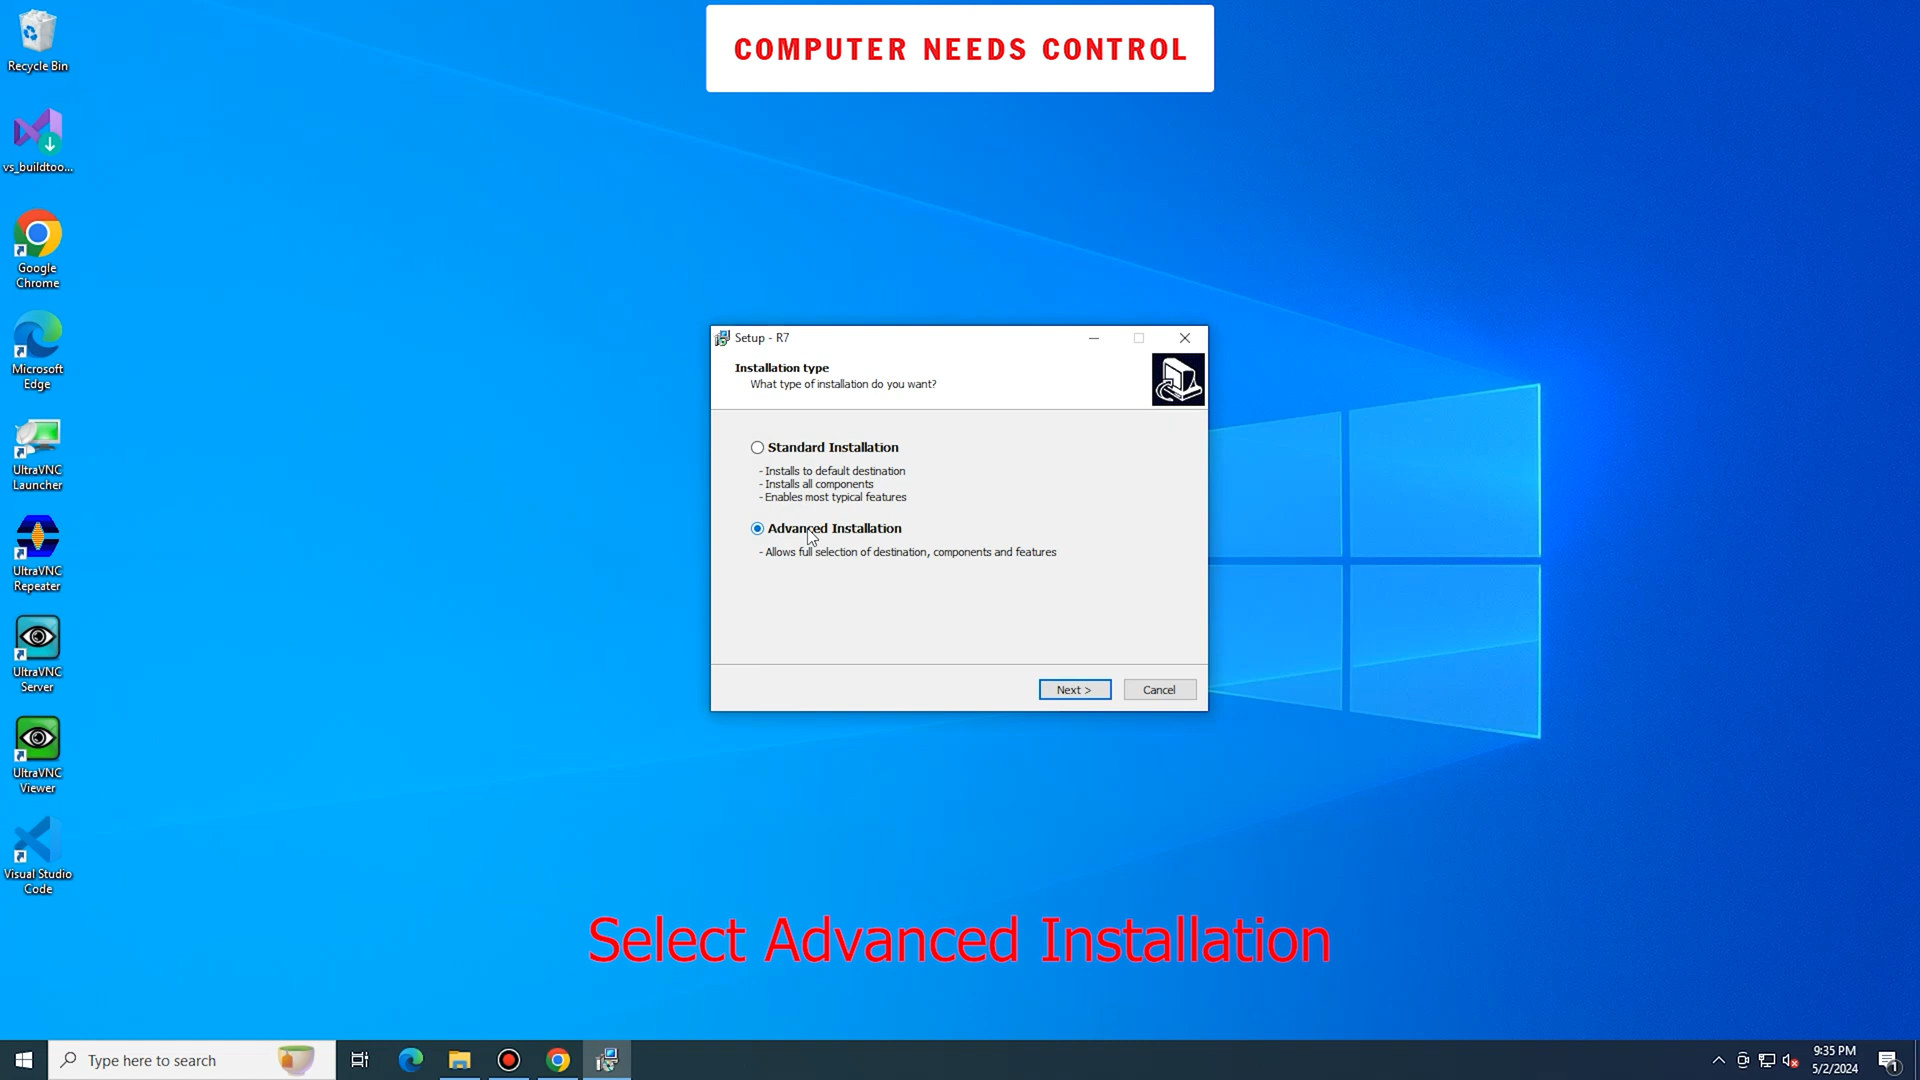 COMPUTER NEEDS CONTROL
Recycle Bin
vs_buildtoo...
Google
Chrome
Microsoft
Edge
UltraVNC
Launcher
UltraVNC
Repeater
UltraVNC
Server
UltraVNC
Viewer
Visual Studio
Code
Setup - R7
Installation type
What type of installation do you want?
Standard Installation
- Installs to default destination
- Installs all components
- Enables most typical features
Advanced Installation
- Allows full selection of destination, components and features
Next >
Cancel
Select Advanced Installation
Type here to search
9:35 PM
5/2/2024
1